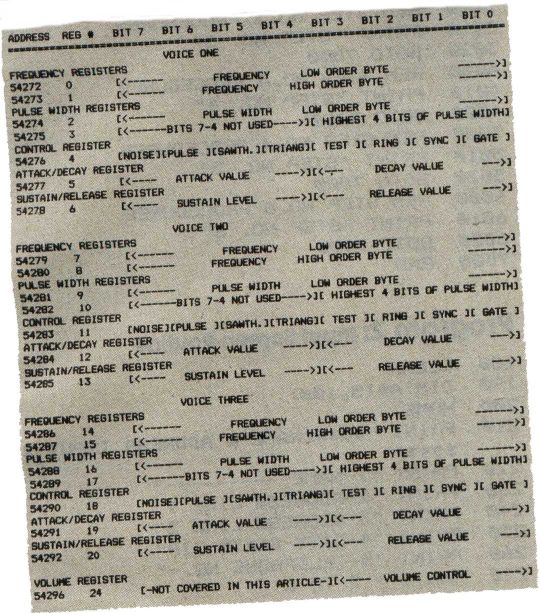 ADDRESS REG # BIT 7 BIT 6 BIT 5 BIT 4 BIT 3 BIT 2 BIT 1 BIT 0
VOICE ONE
FREQUENCY REGISTERS
54272 0 [<------ FREQUENCY LOW ORDER BYTE ------>]
54273 1 [<------ FREQUENCY HIGH ORDER BYTE ------>]
PULSE WIDTH REGISTERS
54274 2 [<------ PULSE WIDTH LOW ORDER BYTE ------>]
54275 3 [<------BITS 7-4 NOT USED---->][ HIGHEST 4 BITS OF PULSE WIDTH]
CONTROL REGISTER
54276 4 [NOISE][PULSE ][SAWTH.][TRIANG][ TEST ][ RING ][ SYNC ][ GATE ]
ATTACK/DECAY REGISTER
54277 5 [<---- ATTACK VALUE ---->][<---- DECAY VALUE ---->]
SUSTAIN/RELEASE REGISTER
54278 6 [<---- SUSTAIN LEVEL ---->][<---- RELEASE VALUE ---->]
VOICE TWO
FREQUENCY REGISTERS
54279 7 [<------ FREQUENCY LOW ORDER BYTE ------>]
54280 8 [<------ FREQUENCY HIGH ORDER BYTE ------>]
PULSE WIDTH REGISTERS
54281 9 [<------ PULSE WIDTH LOW ORDER BYTE ------>]
54282 10 [<------BITS 7-4 NOT USED---->][ HIGHEST 4 BITS OF PULSE WIDTH]
CONTROL REGISTER
54283 11 [NOISE][PULSE ][SAWTH.][TRIANG][ TEST ][ RING ][ SYNC ][ GATE ]
ATTACK/DECAY REGISTER
54284 12 [<---- ATTACK VALUE ---->][<---- DECAY VALUE ---->]
SUSTAIN/RELEASE REGISTER
54285 13 [<---- SUSTAIN LEVEL ---->][<---- RELEASE VALUE ---->]
VOICE THREE
FREQUENCY REGISTERS
54286 14 [<------ FREQUENCY LOW ORDER BYTE ------>]
54287 15 [<------ FREQUENCY HIGH ORDER BYTE ------>]
PULSE WIDTH REGISTERS
54288 16 [<------ PULSE WIDTH LOW ORDER BYTE ------>]
54289 17 [<------BITS 7-4 NOT USED---->][ HIGHEST 4 BITS OF PULSE WIDTH]
CONTROL REGISTER
54290 18 [NOISE][PULSE ][SAWTH.][TRIANG][ TEST ][ RING ][ SYNC ][ GATE ]
ATTACK/DECAY REGISTER
54291 19 [<---- ATTACK VALUE ---->][<---- DECAY VALUE ---->]
SUSTAIN/RELEASE REGISTER
54292 20 [<---- SUSTAIN LEVEL ---->][<---- RELEASE VALUE ---->]
VOLUME REGISTER
54296 24 [-NOT COVERED IN THIS ARTICLE-][<---- VOLUME CONTROL ---->]